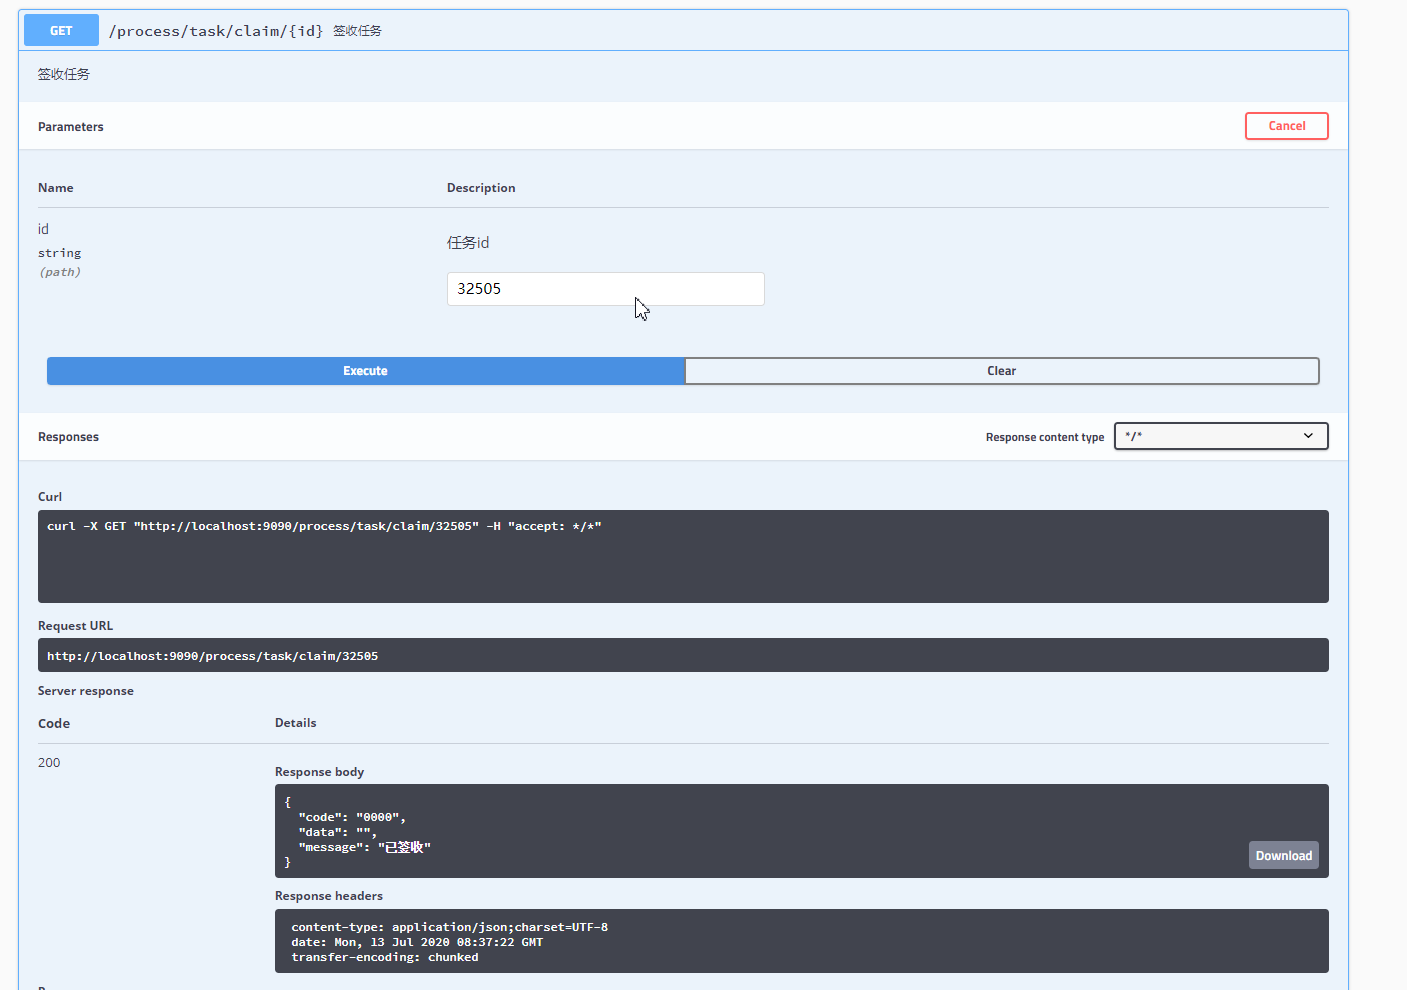 GET /process/task/claim/{id} 签收任务
签收任务
Parameters Cancel
Name Description
id
string
(path)
任务id
32505
Execute Clear
Responses Response content type */*
Curl
curl -X GET "http://localhost:9090/process/task/claim/32505" -H "accept: */*"
Request URL
http://localhost:9090/process/task/claim/32505
Server response
Code Details
200
Response body
{
  "code": "0000",
  "data": "",
  "message": "已签收"
}
Download
Response headers
content-type: application/json;charset=UTF-8
date: Mon, 13 Jul 2020 08:37:22 GMT
transfer-encoding: chunked